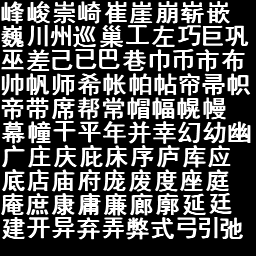 峰峻崇崎崔崖崩崭嵌
巍川州巡巢工左巧巨巩
巫差己已巴巷巾币市布
帅帆师希帐帕帖帘帚帜
帝带席帮常帽幅幌幔
幕幢干平年并幸幻幼幽
广庄庆庇床序庐库应
底店庙府庞废度座庭
庵庶康庸廉廊廓延廷
建开异弃弄弊式弓引弛